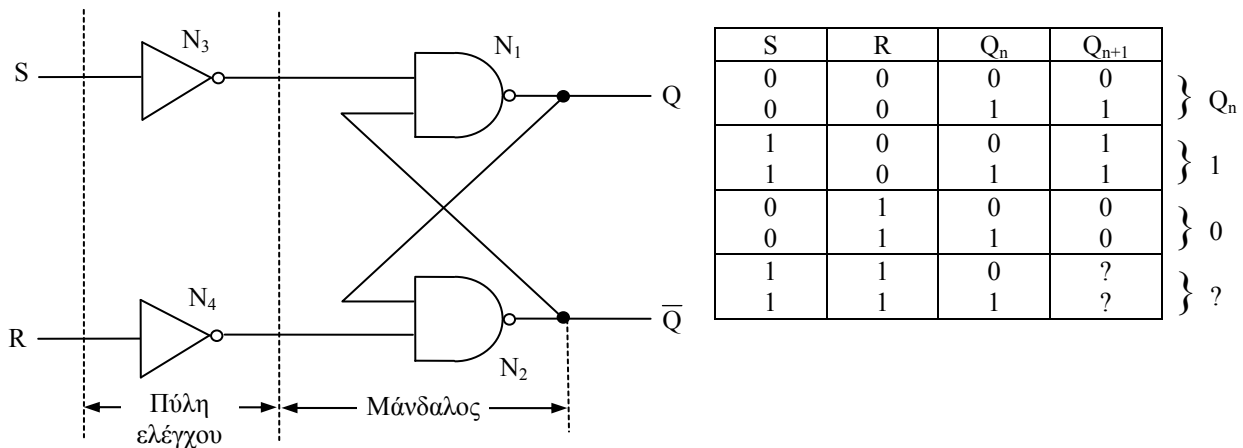 S
N₃
N₁
Q
R
N₄
N₂
Q̅
Πύλη
ελέγχου
Μάνδαλος
S R Qₙ Qₙ₊₁
0 0 0 0
0 0 1 1
} Qₙ
1 0 0 1
1 0 1 1
} 1
0 1 0 0
0 1 1 0
} 0
1 1 0 ?
1 1 1 ?
} ?